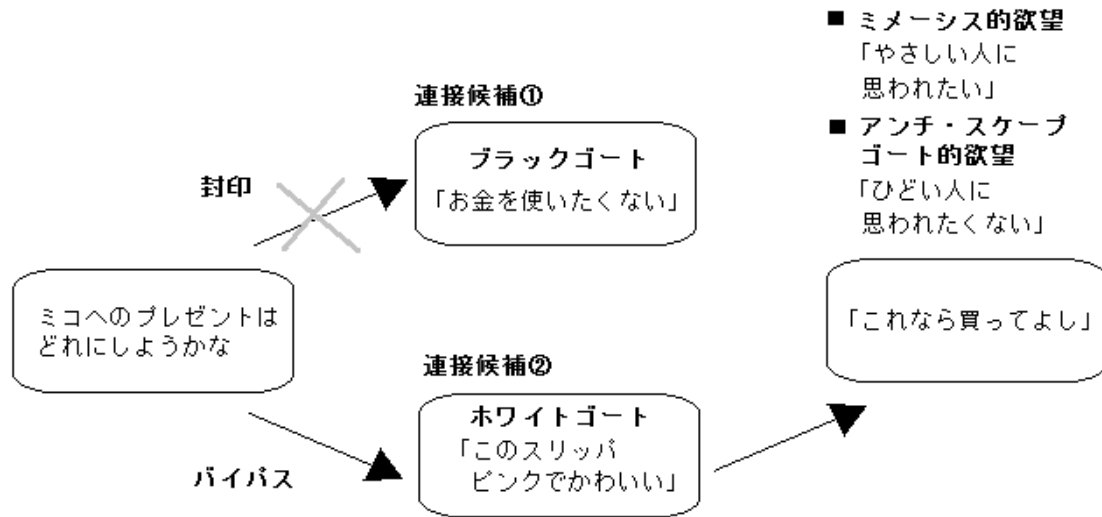 ■ ミメーシス的欲望
「やさしい人に
思われたい」
■ アンチ・スケープ
ゴート的欲望
「ひどい人に
思われたくない」
連接候補①
ブラックゴート
「お金を使いたくない」
封印
ミコへのプレゼントは
どれにしようかな
「これなら買ってよし」
連接候補②
ホワイトゴート
「このスリッパ
ピンクでかわいい」
バイパス